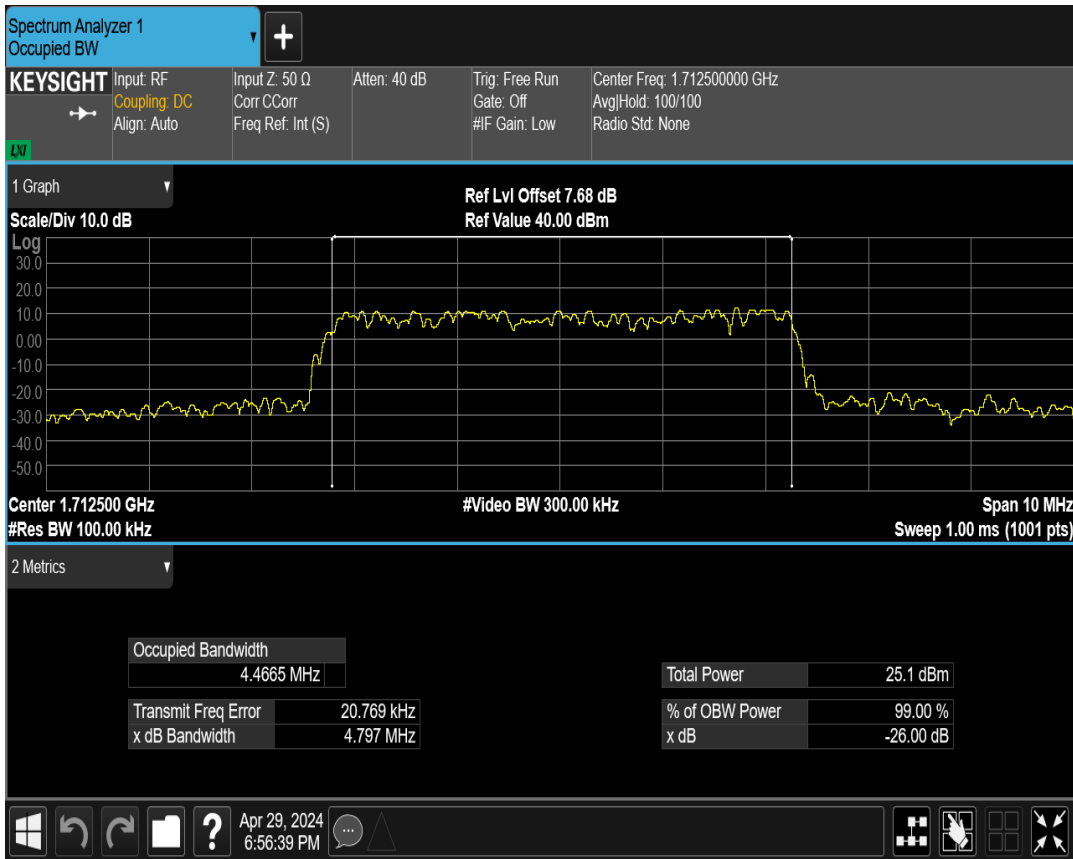 Spectrum Analyzer 1
Occupied BW
+
KEYSIGHT
LXI
Input: RF
Coupling: DC
Align: Auto
Input Z: 50 Ω
Corr CCorr
Freq Ref: Int (S)
Atten: 40 dB
Trig: Free Run
Gate: Off
#IF Gain: Low
Center Freq: 1.712500000 GHz
Avg|Hold: 100/100
Radio Std: None
1 Graph
Scale/Div 10.0 dB
Ref Lvl Offset 7.68 dB
Ref Value 40.00 dBm
Log
30.0
20.0
10.0
0.00
-10.0
-20.0
-30.0
-40.0
-50.0
Center 1.712500 GHz
#Video BW 300.00 kHz
Span 10 MHz
#Res BW 100.00 kHz
Sweep 1.00 ms (1001 pts)
2 Metrics
Occupied Bandwidth
4.4665 MHz
Total Power 25.1 dBm
Transmit Freq Error 20.769 kHz
% of OBW Power 99.00 %
x dB Bandwidth 4.797 MHz
x dB -26.00 dB
?
Apr 29, 2024
6:56:39 PM